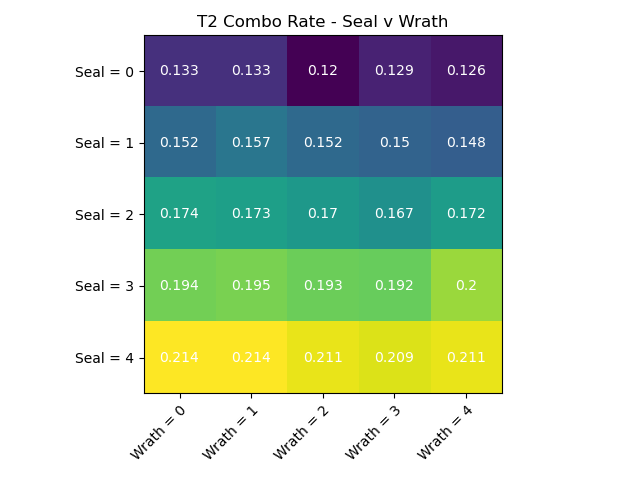 T2 Combo Rate - Seal v Wrath
Seal = 0 0.133 0.133 0.12 0.129 0.126
Seal = 1 0.152 0.157 0.152 0.15 0.148
Seal = 2 0.174 0.173 0.17 0.167 0.172
Seal = 3 0.194 0.195 0.193 0.192 0.2
Seal = 4 0.214 0.214 0.211 0.209 0.211
Wrath = 0 Wrath = 1 Wrath = 2 Wrath = 3 Wrath = 4